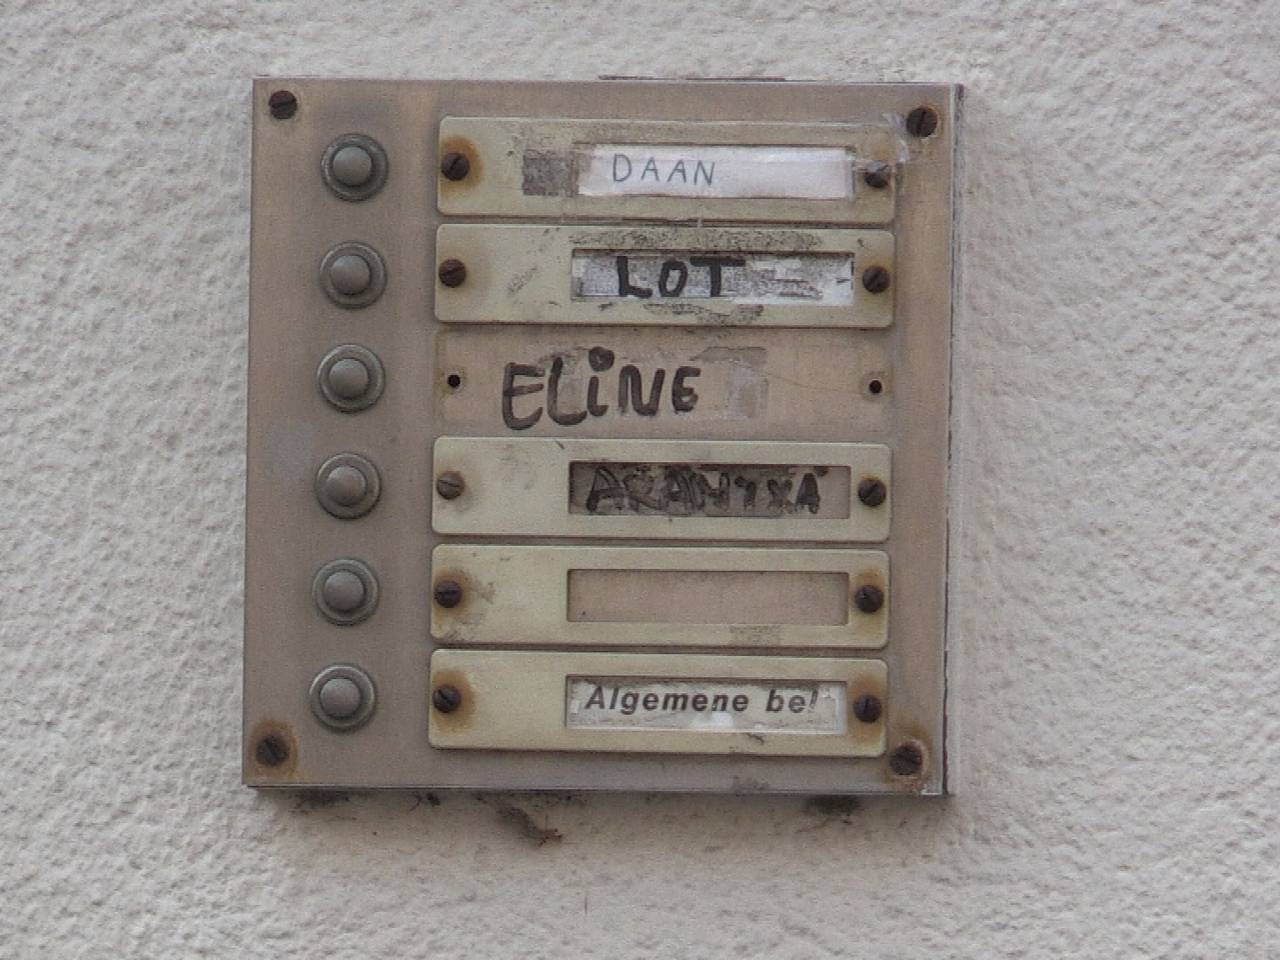 DAAN
LOT
ELiNE
ARANTXA
Algemene bel